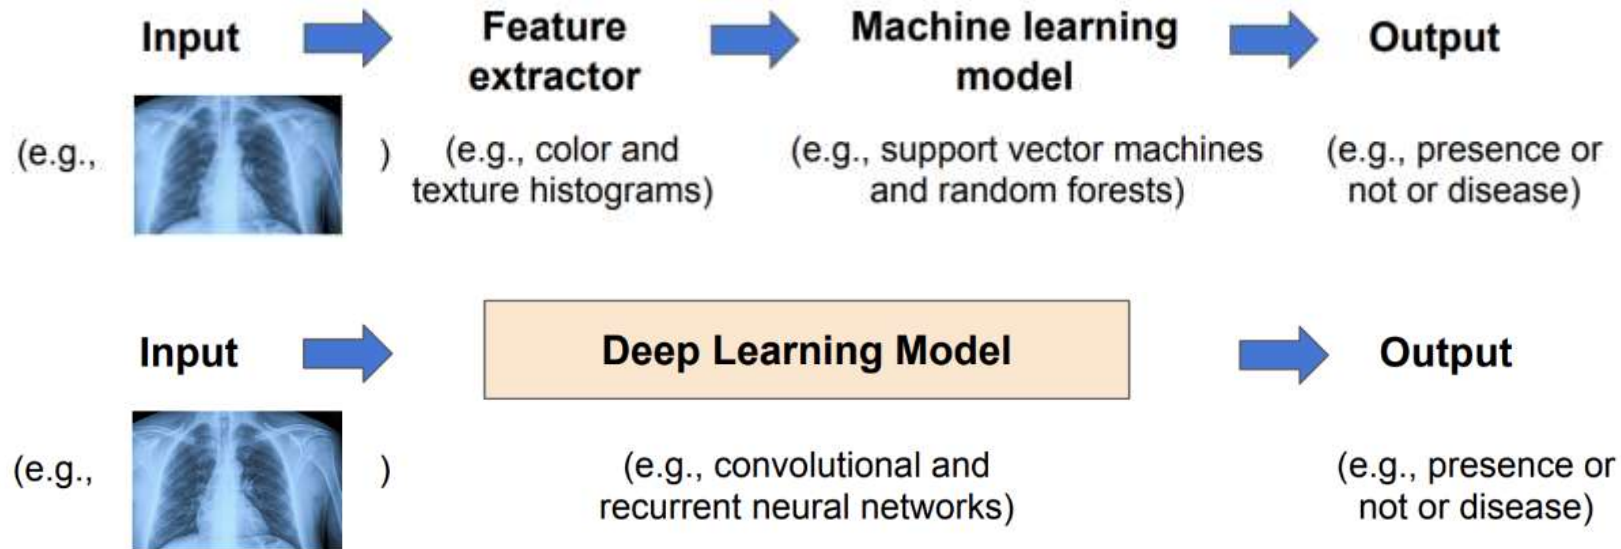 Input
Feature
extractor
Machine learning
model
Output
(e.g., )
(e.g., color and
texture histograms)
(e.g., support vector machines
and random forests)
(e.g., presence or
not or disease)
Input
Deep Learning Model
Output
(e.g., )
(e.g., convolutional and
recurrent neural networks)
(e.g., presence or
not or disease)